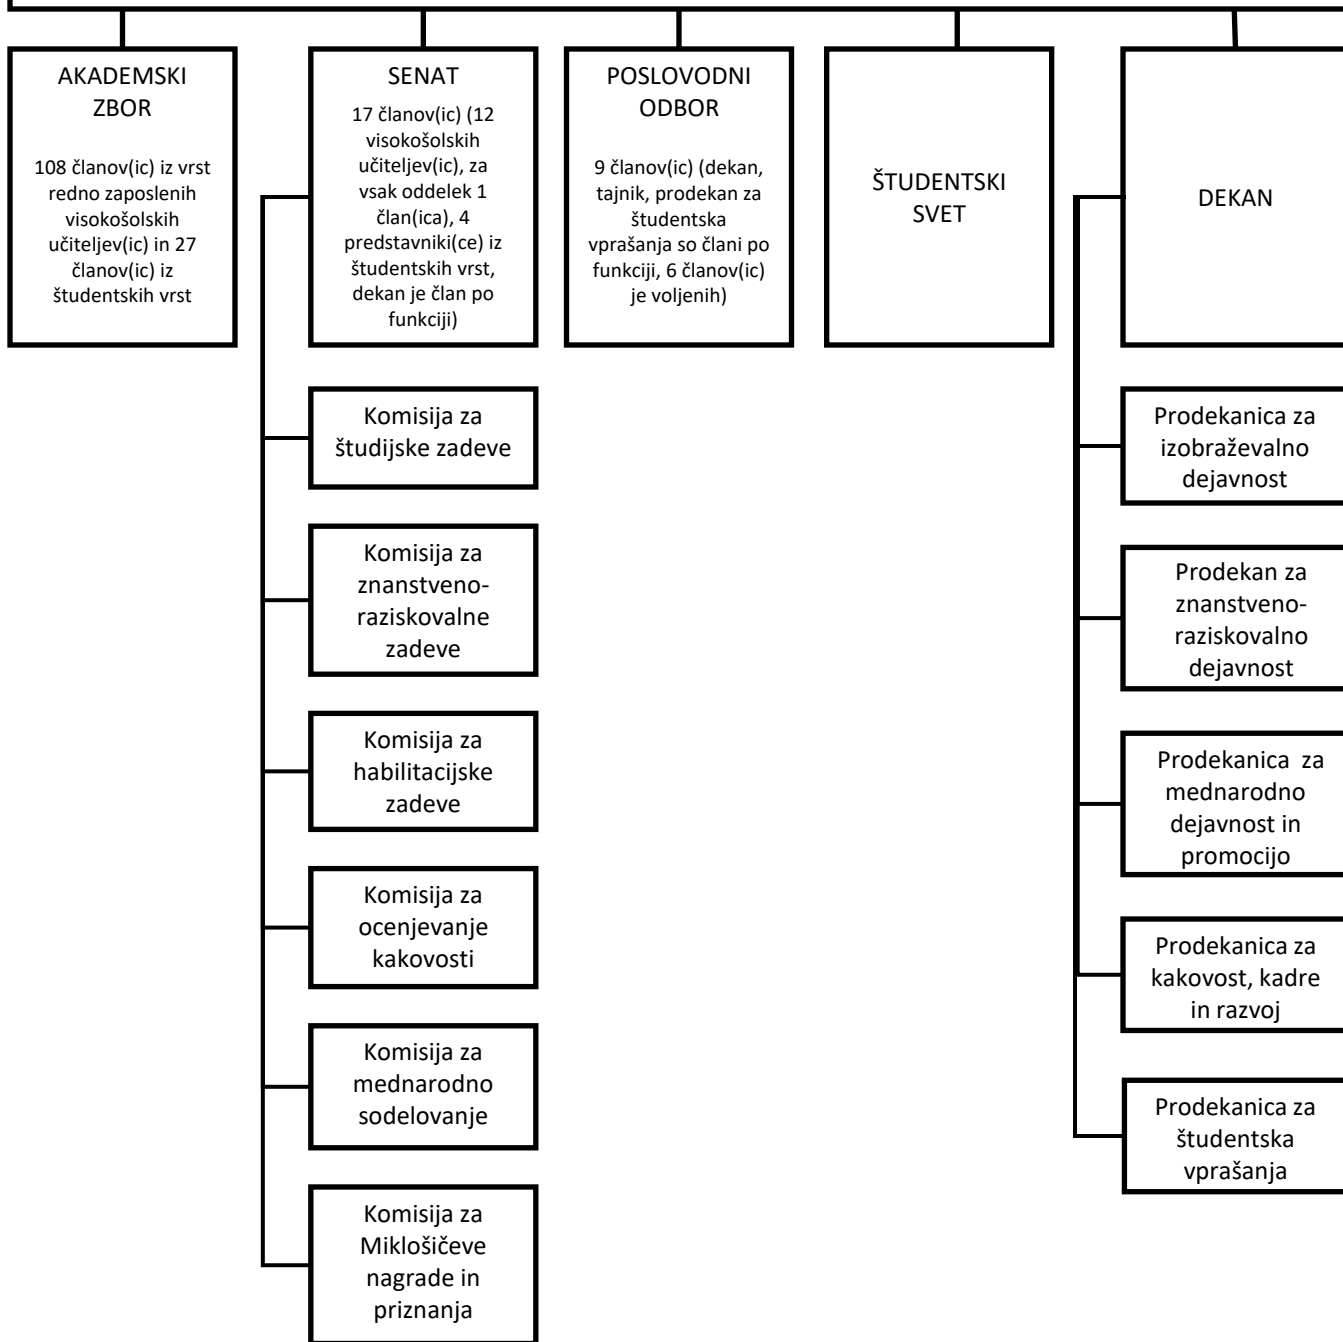 AKADEMSKI
ZBOR
108 članov(ic) iz vrst
redno zaposlenih
visokošolskih
učiteljev(ic) in 27
članov(ic) iz
študentskih vrst
SENAT
17 članov(ic) (12
visokošolskih
učiteljev(ic), za
vsak oddelek 1
član(ica), 4
predstavniki(ce) iz
študentskih vrst,
dekan je član po
funkciji)
POSLOVODNI
ODBOR
9 članov(ic) (dekan,
tajnik, prodekan za
študentska
vprašanja so člani po
funkciji, 6 članov(ic)
je voljenih)
ŠTUDENTSKI
SVET
DEKAN
Komisija za
študijske zadeve
Komisija za
znanstveno-
raziskovalne
zadeve
Komisija za
habilitacijske
zadeve
Komisija za
ocenjevanje
kakovosti
Komisija za
mednarodno
sodelovanje
Komisija za
Miklošičeve
nagrade in
priznanja
Prodekanica za
izobraževalno
dejavnost
Prodekan za
znanstveno-
raziskovalno
dejavnost
Prodekanica za
mednarodno
dejavnost in
promocijo
Prodekanica za
kakovost, kadre
in razvoj
Prodekanica za
študentska
vprašanja